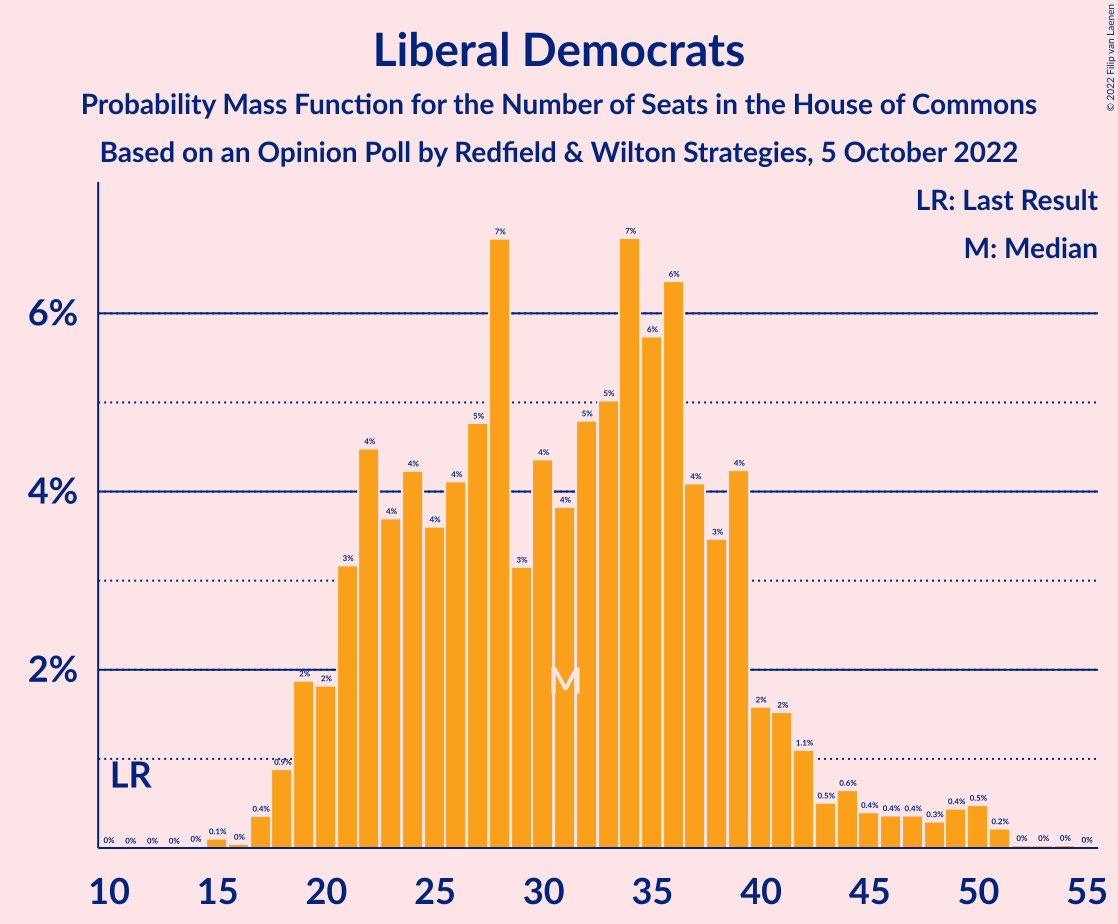 Liberal Democrats
Probability Mass Function for the Number of Seats in the House of Commons
Based on an Opinion Poll by Redfield & Wilton Strategies, 5 October 2022
© 2022 Filip van Laenen
LR: Last Result
M: Median
6%
4%
2%
0% 0% 0% 0% 0% 0.1% 0% 0.4% 0.9% 2% 2% 3% 4% 4% 4% 4% 4% 5% 7% 3% 4% 4% 5% 5% 7% 6% 6% 4% 3% 4% 2% 2% 1.1% 0.5% 0.6% 0.4% 0.4% 0.4% 0.3% 0.4% 0.5% 0.2% 0% 0% 0% 0%
LR
M
10 15 20 25 30 35 40 45 50 55